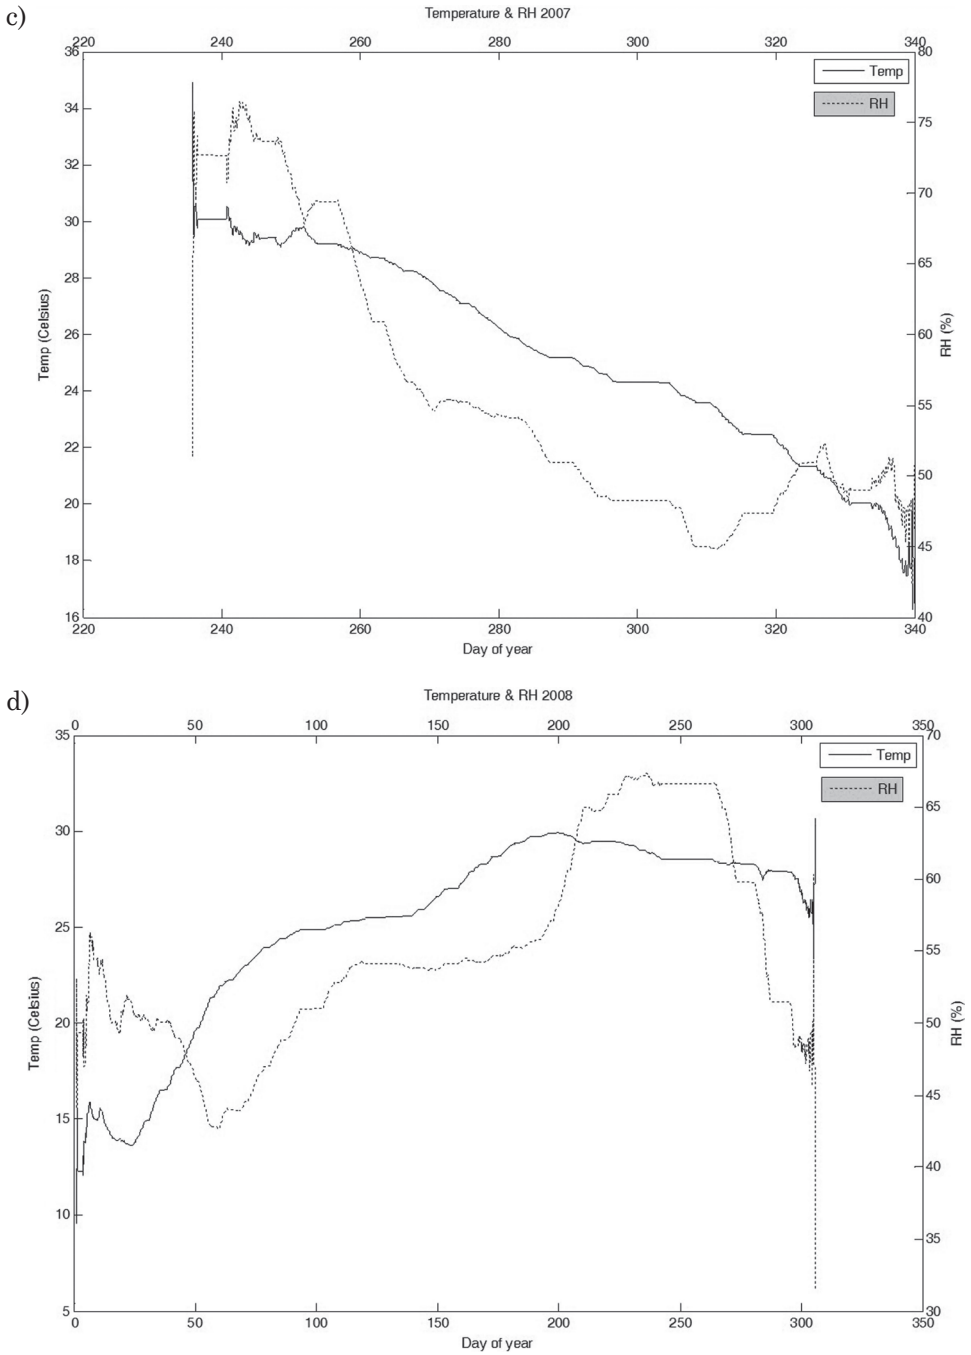 c)
Temperature & RH 2007
220 240 260 280 300 320 340
36 80
Temp
RH
34 75
32
70
30
65
28
Temp (Celsius)
RH (%)
26 60
24 55
22
50
20
45
18
16 40
220 240 260 280 300 320 340
Day of year
d)
Temperature & RH 2008
0 50 100 150 200 250 300 350
35 70
Temp
RH
65
30
60
25
55
Temp (Celsius)
RH (%)
20 50
45
15
40
10
35
5 30
0 50 100 150 200 250 300 350
Day of year